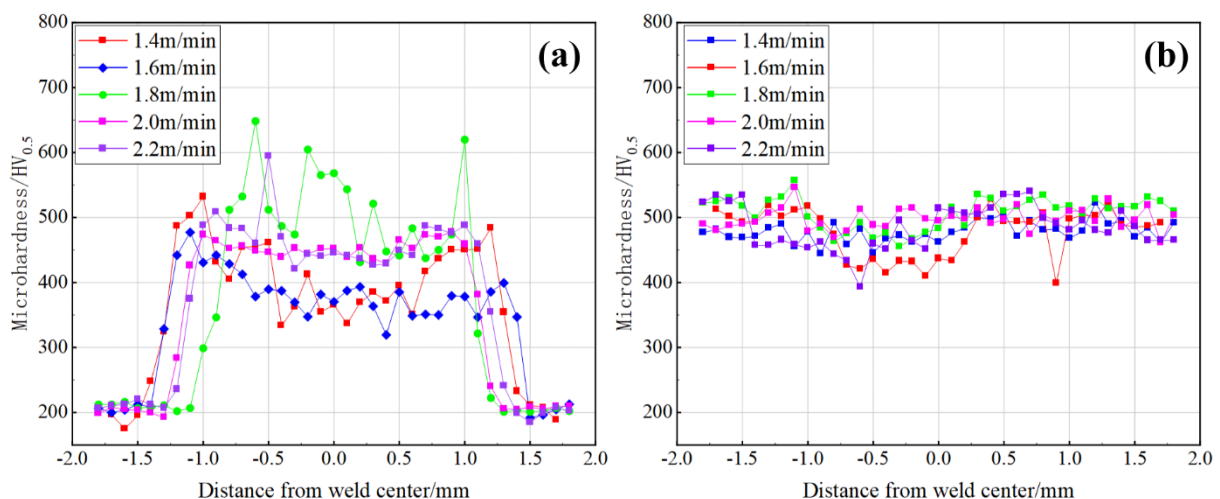 (a)
1.4m/min
1.6m/min
1.8m/min
2.0m/min
2.2m/min
800
700
600
500
400
300
200
-2.0 -1.5 -1.0 -0.5 0.0 0.5 1.0 1.5 2.0
Microhardness/HV0.5
Distance from weld center/mm
(b)
1.4m/min
1.6m/min
1.8m/min
2.0m/min
2.2m/min
800
700
600
500
400
300
200
-2.0 -1.5 -1.0 -0.5 0.0 0.5 1.0 1.5 2.0
Microhardness/HV0.5
Distance from weld center/mm